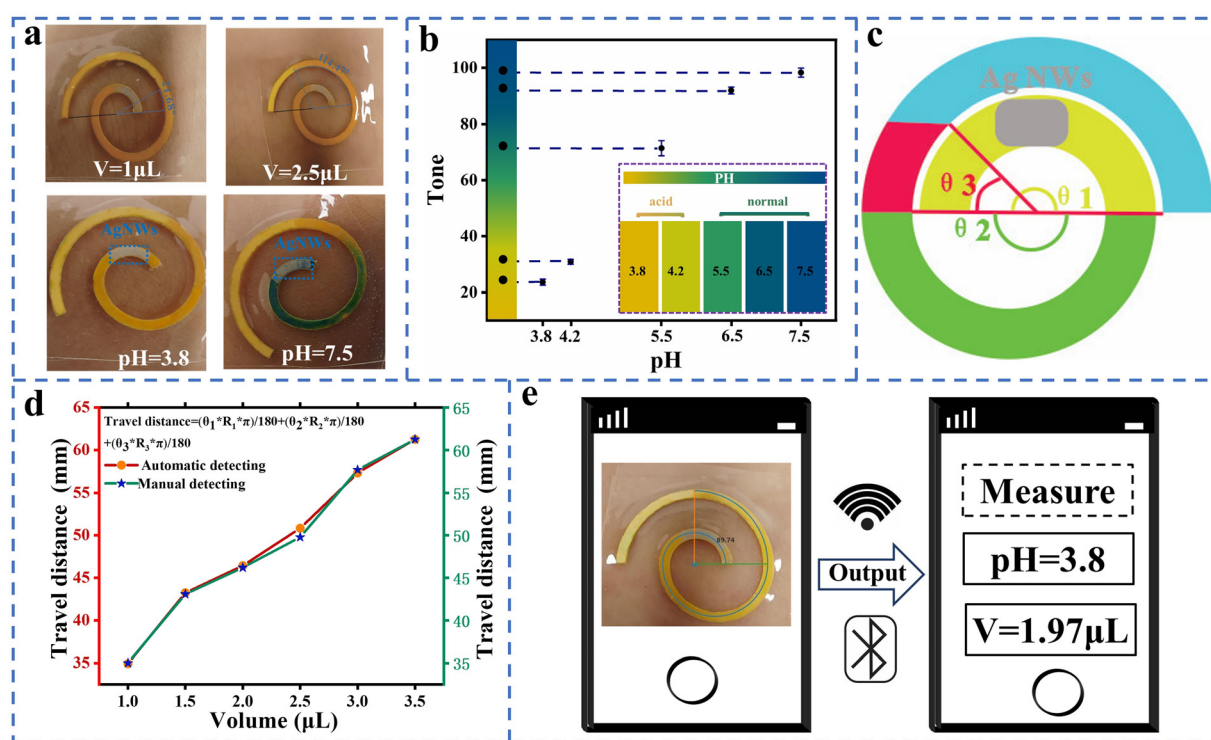 a
V=1μL
V=2.5μL
AgNWs
pH=3.8
AgNWs
pH=7.5
b
Tone
100
80
60
40
20
PH
acid
normal
3.8
4.2
5.5
6.5
7.5
3.8 4.2 5.5 6.5 7.5
pH
c
Ag NWs
θ 3
θ 1
θ 2
d
Travel distance (mm)
65
60
55
50
45
40
35
Travel distance=(θ1*R1*π)/180+(θ2*R2*π)/180
+(θ3*R3*π)/180
Automatic detecting
Manual detecting
1.0 1.5 2.0 2.5 3.0 3.5
Volume (μL)
65
60
55
50
45
40
35
Travel distance (mm)
e
89.74
Output
Measure
pH=3.8
V=1.97μL